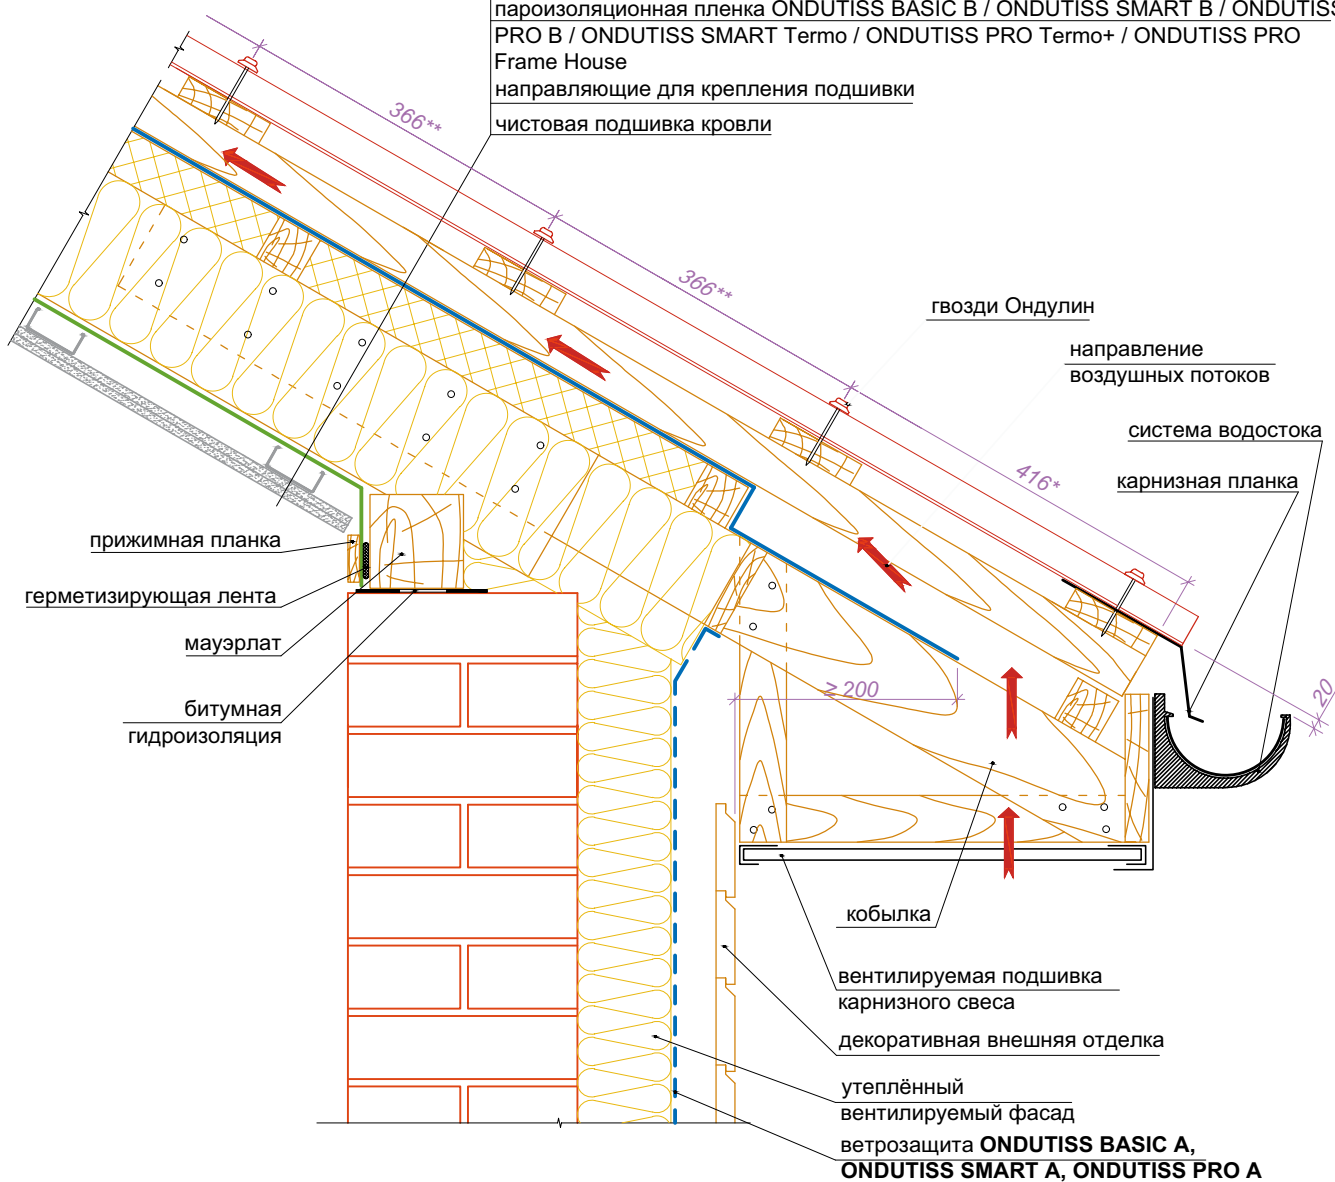 пароизоляционная пленка ONDUTISS BASIC B / ONDUTISS SMART B / ONDUTISS
PRO B / ONDUTISS SMART Termo / ONDUTISS PRO Termo+ / ONDUTISS PRO
Frame House
направляющие для крепления подшивки
чистовая подшивка кровли
366**
366**
гвозди Ондулин
направление
воздушных потоков
система водостока
416*
карнизная планка
прижимная планка
герметизирующая лента
мауэрлат
битумная
гидроизоляция
≥ 200
20
кобылка
вентилируемая подшивка
карнизного свеса
декоративная внешняя отделка
утеплённый
вентилируемый фасад
ветрозащита ONDUTISS BASIC A,
ONDUTISS SMART A, ONDUTISS PRO A